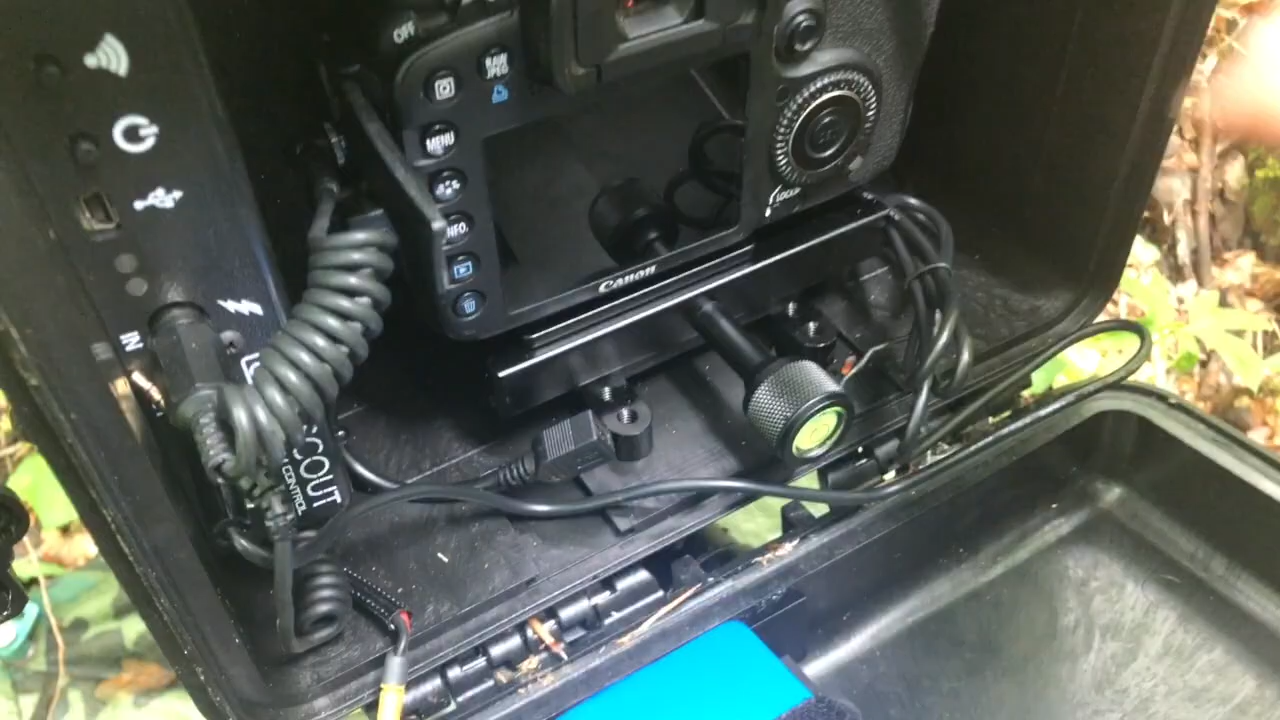 OFF
RAW
JPEG
MENU
INFO.
LOCK
Canon
IN
SCOUT
CONTROL